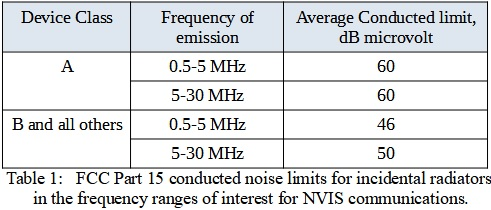 Device Class Frequency of emission Average Conducted limit, dB microvolt
A 0.5-5 MHz 60
5-30 MHz 60
B and all others 0.5-5 MHz 46
5-30 MHz 50
Table 1: FCC Part 15 conducted noise limits for incidental radiators
in the frequency ranges of interest for NVIS communications.